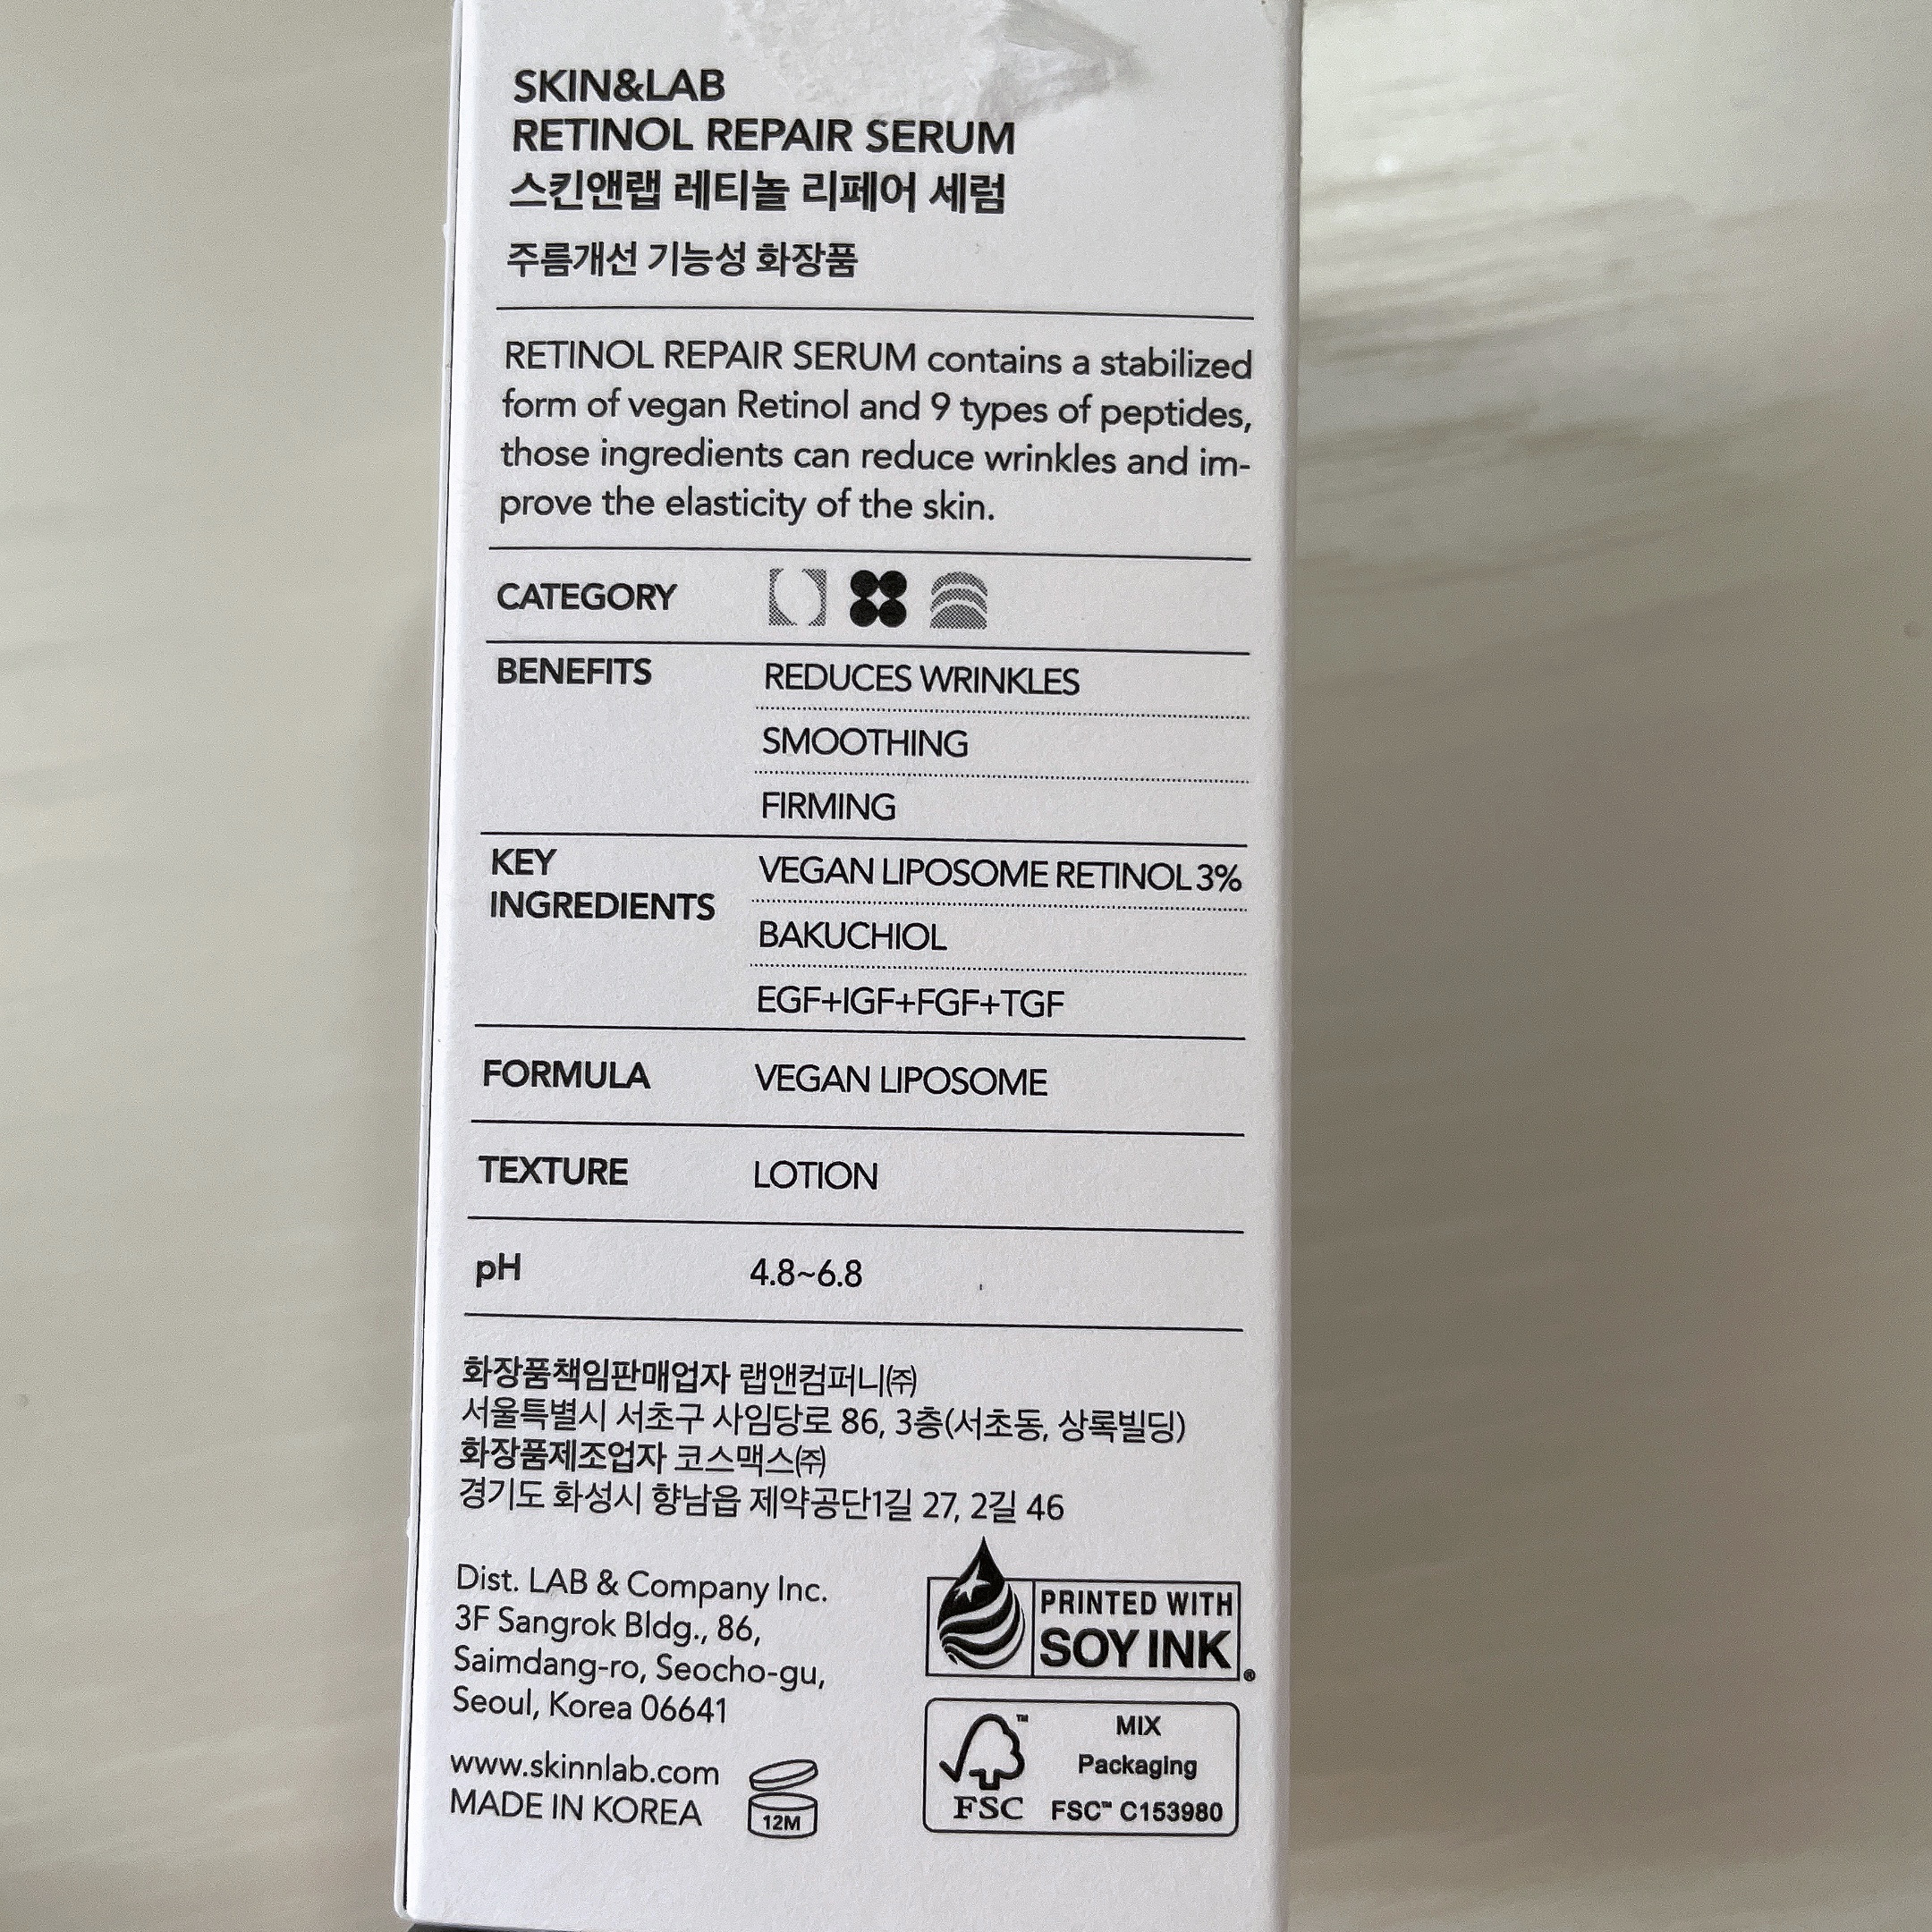 SKIN&LAB
RETINOL REPAIR SERUM
스킨앤랩 레티놀 리페어 세럼
주름개선 기능성 화장품
RETINOL REPAIR SERUM contains a stabilized
form of vegan Retinol and 9 types of peptides,
those ingredients can reduce wrinkles and im-
prove the elasticity of the skin.
CATEGORY
BENEFITS REDUCES WRINKLES
SMOOTHING
FIRMING
KEY INGREDIENTS VEGAN LIPOSOME RETINOL 3%
BAKUCHIOL
EGF+IGF+FGF+TGF
FORMULA VEGAN LIPOSOME
TEXTURE LOTION
pH 4.8~6.8
화장품책임판매업자 랩앤컴퍼니㈜
서울특별시 서초구 사임당로 86, 3층(서초동, 상록빌딩)
화장품제조업자 코스맥스㈜
경기도 화성시 향남읍 제약공단1길 27, 2길 46
Dist. LAB & Company Inc.
3F Sangrok Bldg., 86,
Saimdang-ro, Seocho-gu,
Seoul, Korea 06641
www.skinnlab.com
MADE IN KOREA
12M
PRINTED WITH
SOY INK®
FSC™
MIX
Packaging
FSC™ C153980